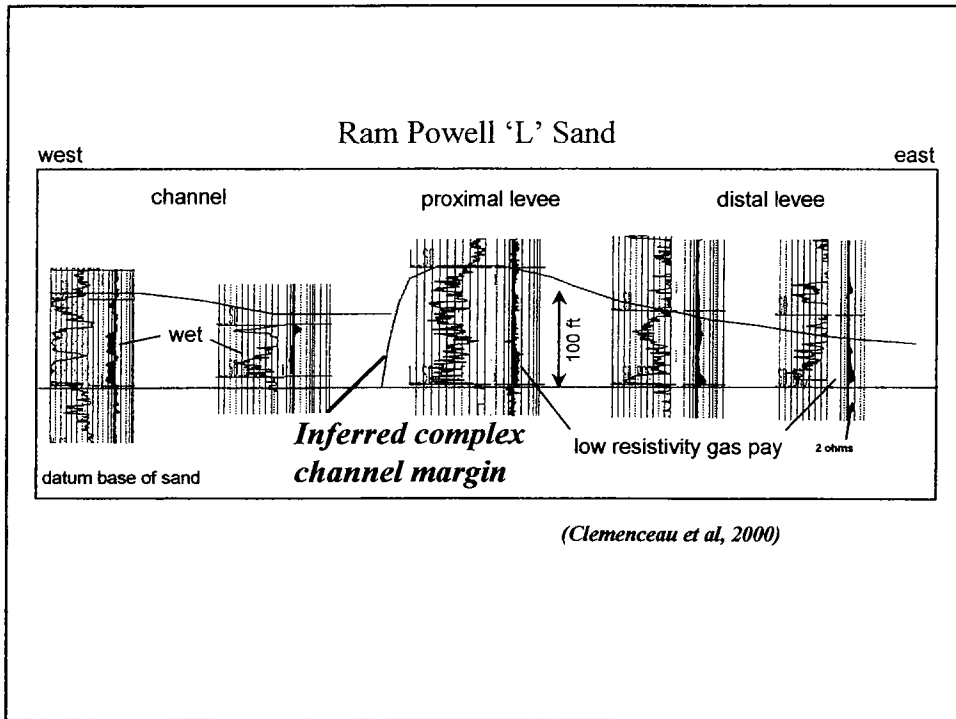 Ram Powell ‘L’ Sand
west
east
channel
proximal levee
distal levee
wet
100 ft
Inferred complex
channel margin
low resistivity gas pay
2 ohms
datum base of sand
(Clemenceau et al, 2000)